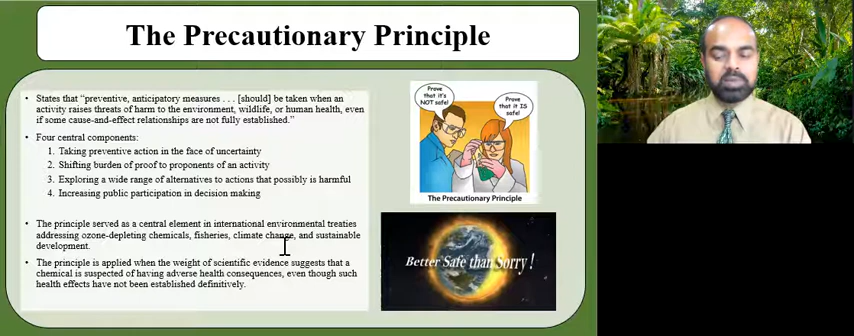 The Precautionary Principle
• States that “preventive, anticipatory measures . . . [should] be taken when an
activity raises threats of harm to the environment, wildlife, or human health, even
if some cause-and-effect relationships are not fully established.”
• Four central components:
1. Taking preventive action in the face of uncertainty
2. Shifting burden of proof to proponents of an activity
3. Exploring a wide range of alternatives to actions that possibly is harmful
4. Increasing public participation in decision making
• The principle served as a central element in international environmental treaties
addressing ozone-depleting chemicals, fisheries, climate change, and sustainable
development.
• The principle is applied when the weight of scientific evidence suggests that a
chemical is suspected of having adverse health consequences, even though such
health effects have not been established definitively.
Prove
that it's
NOT safe!
Prove
that it IS
safe!
The Precautionary Principle
Better Safe than Sorry!